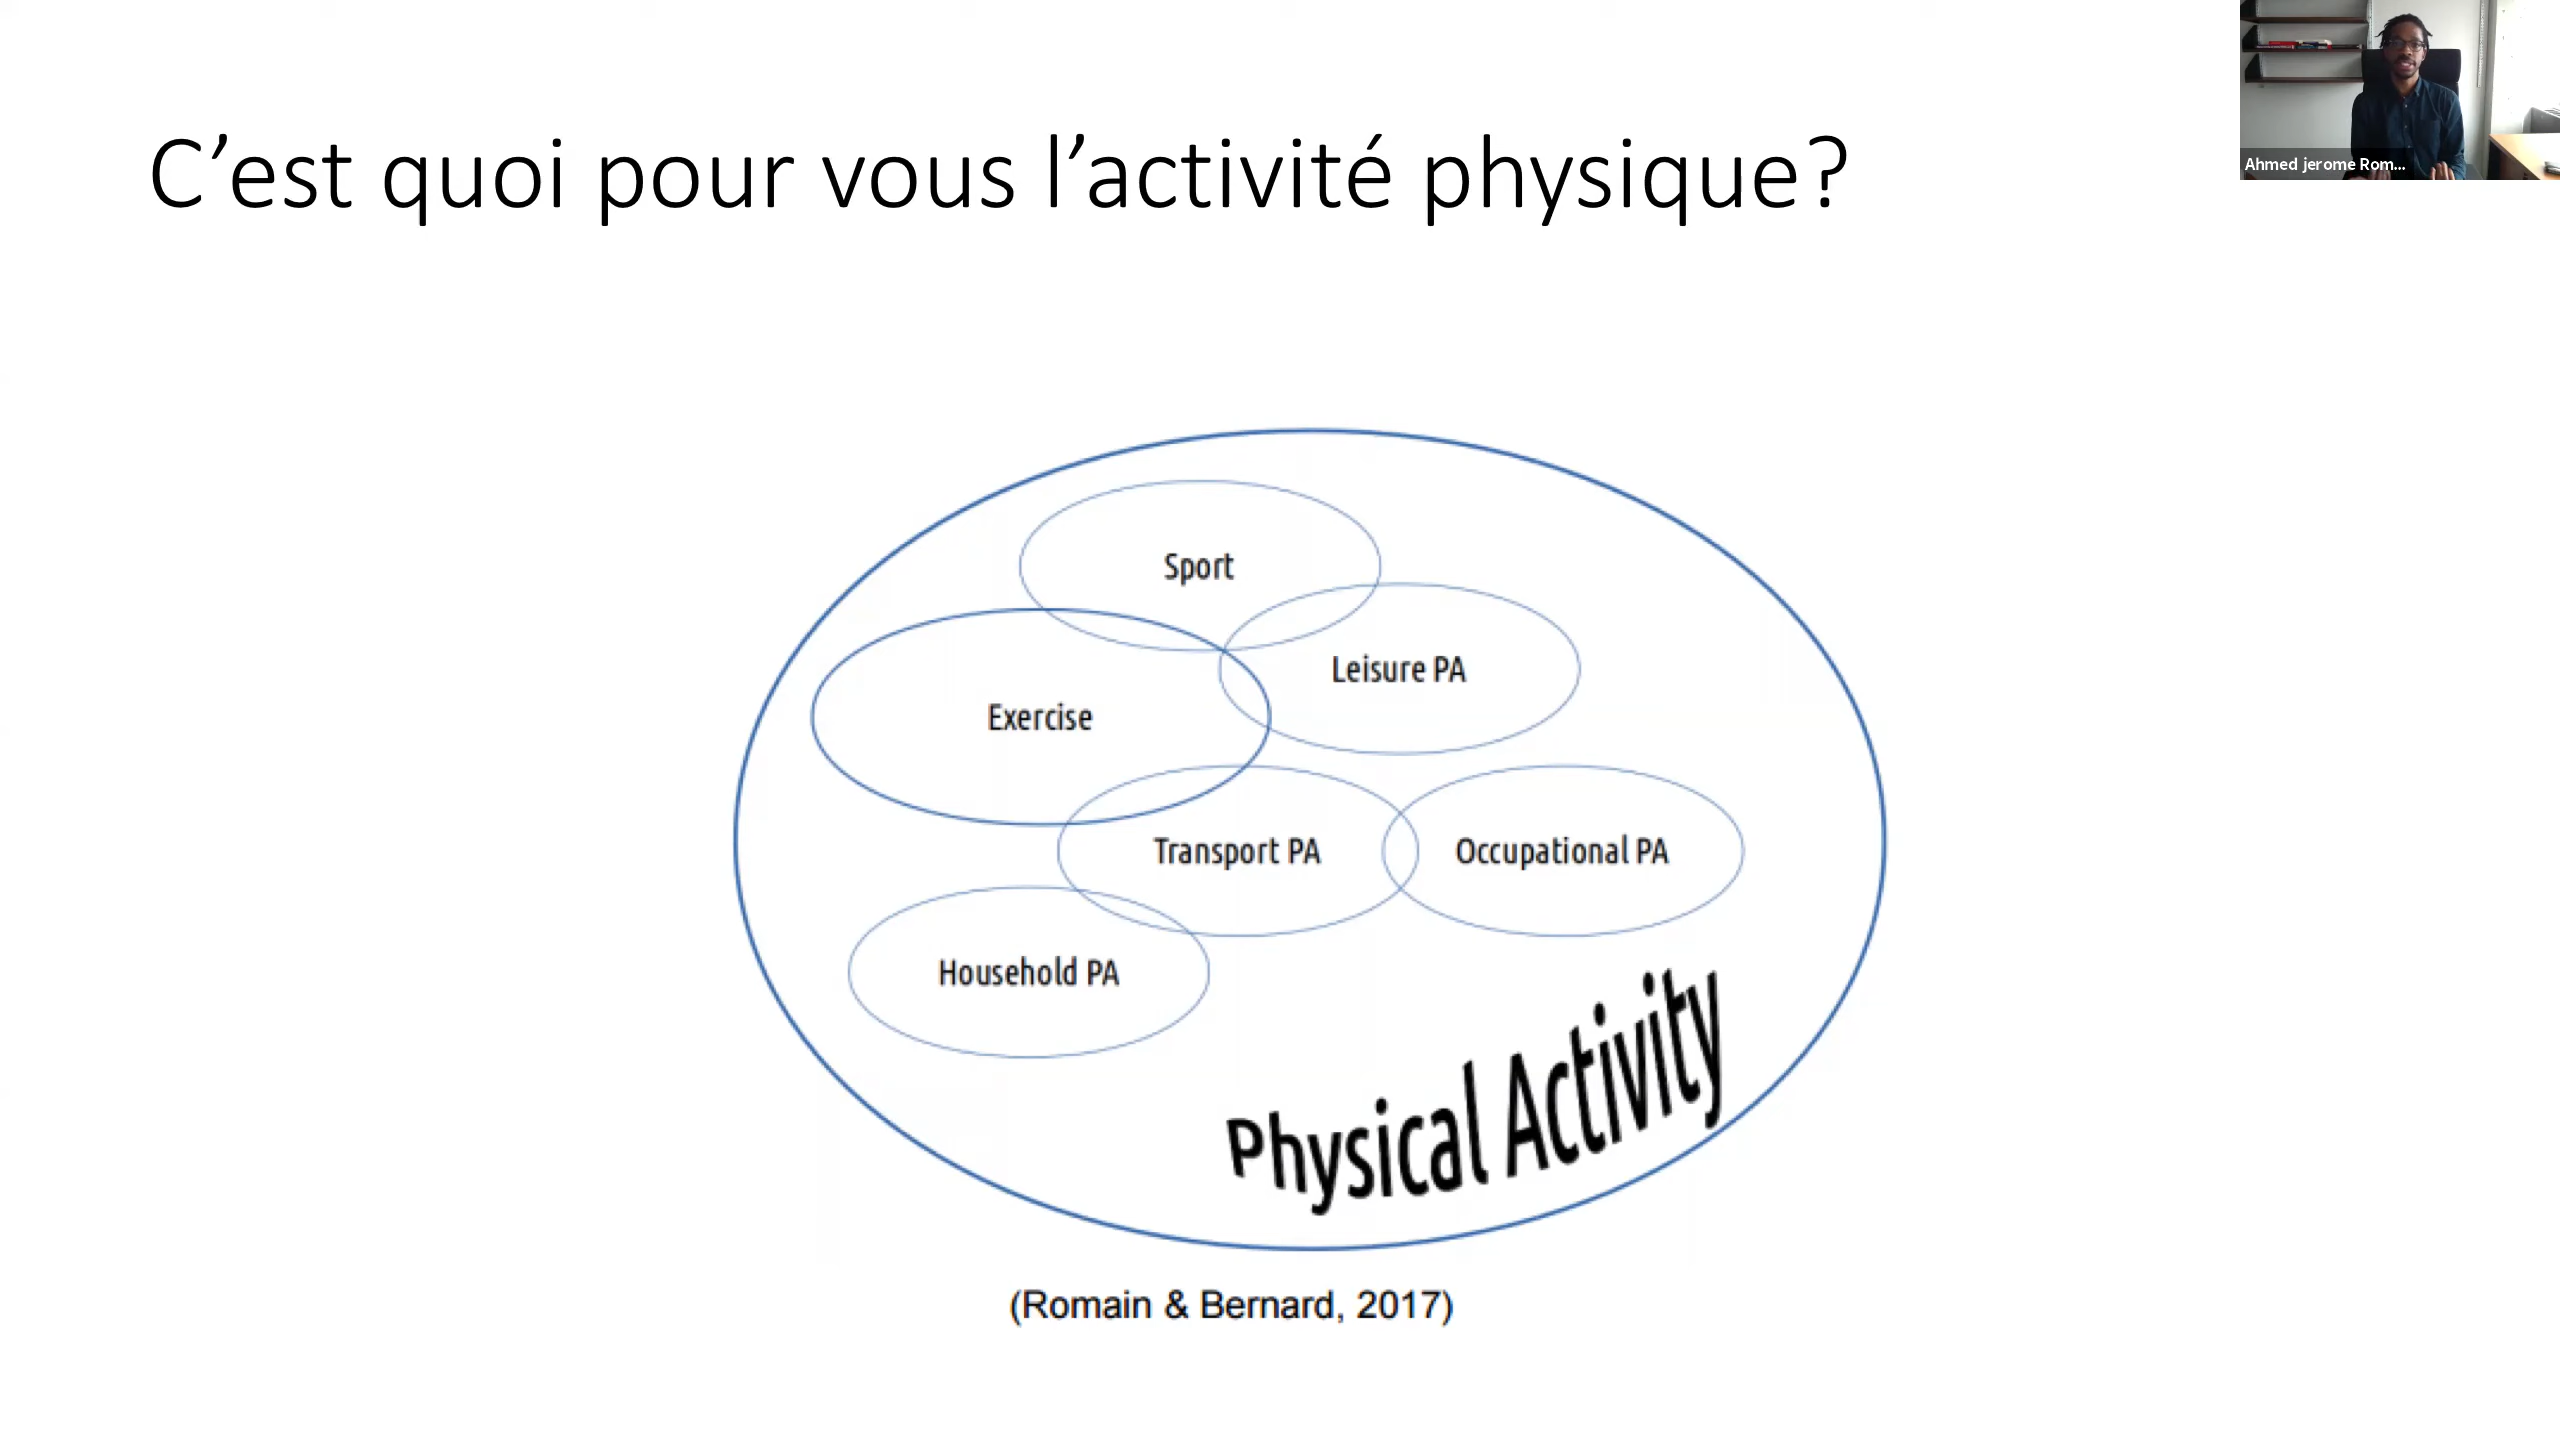 C’est quoi pour vous l’activité physique?
Ahmed jerome Rom...
Sport
Leisure PA
Exercise
Transport PA
Occupational PA
Household PA
Physical Activity
(Romain & Bernard, 2017)